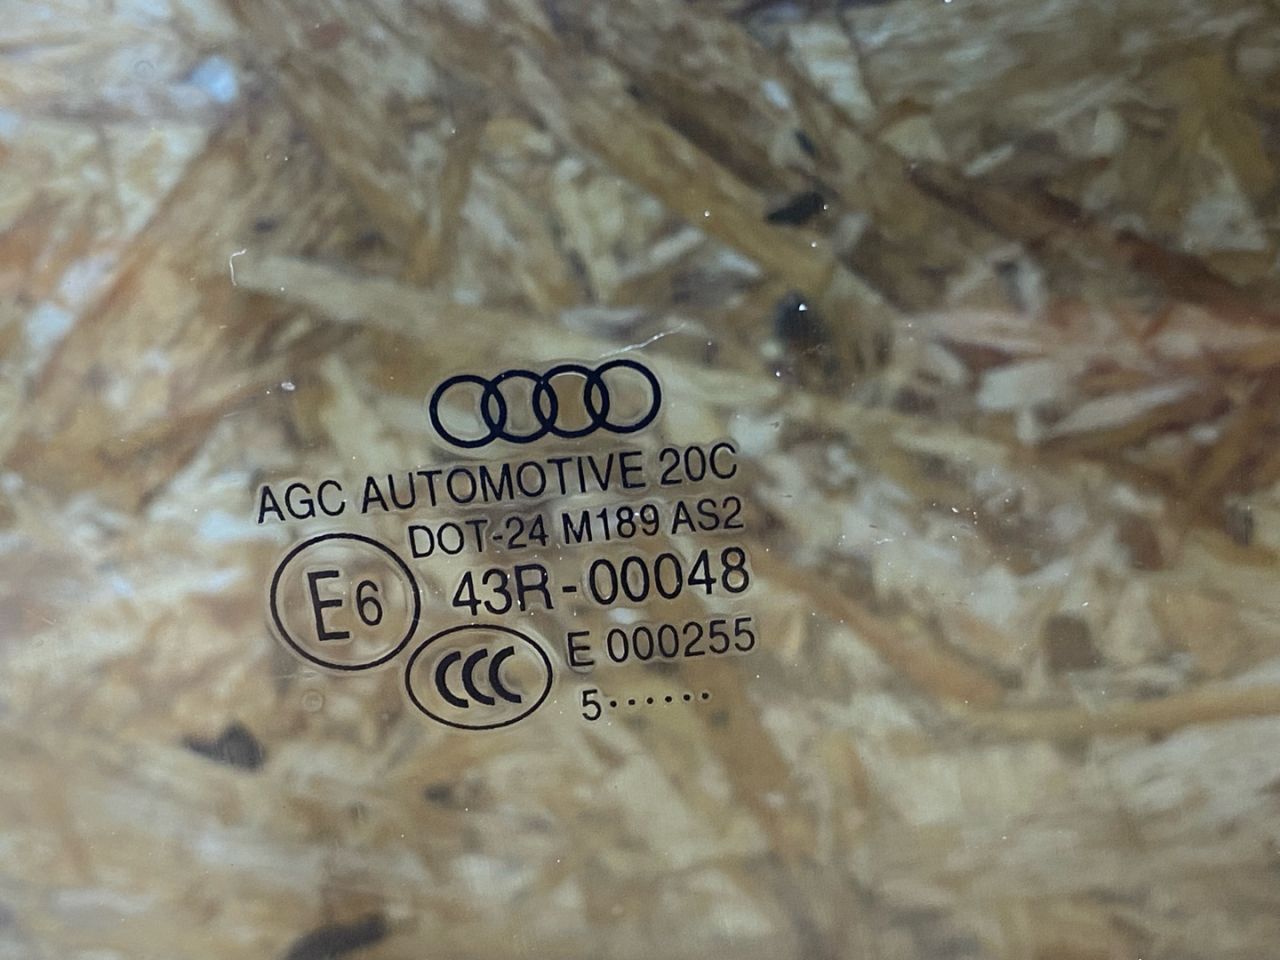 AGC AUTOMOTIVE 20C
DOT-24 M189 AS2
E6 43R-00048
CCC E 000255
5······